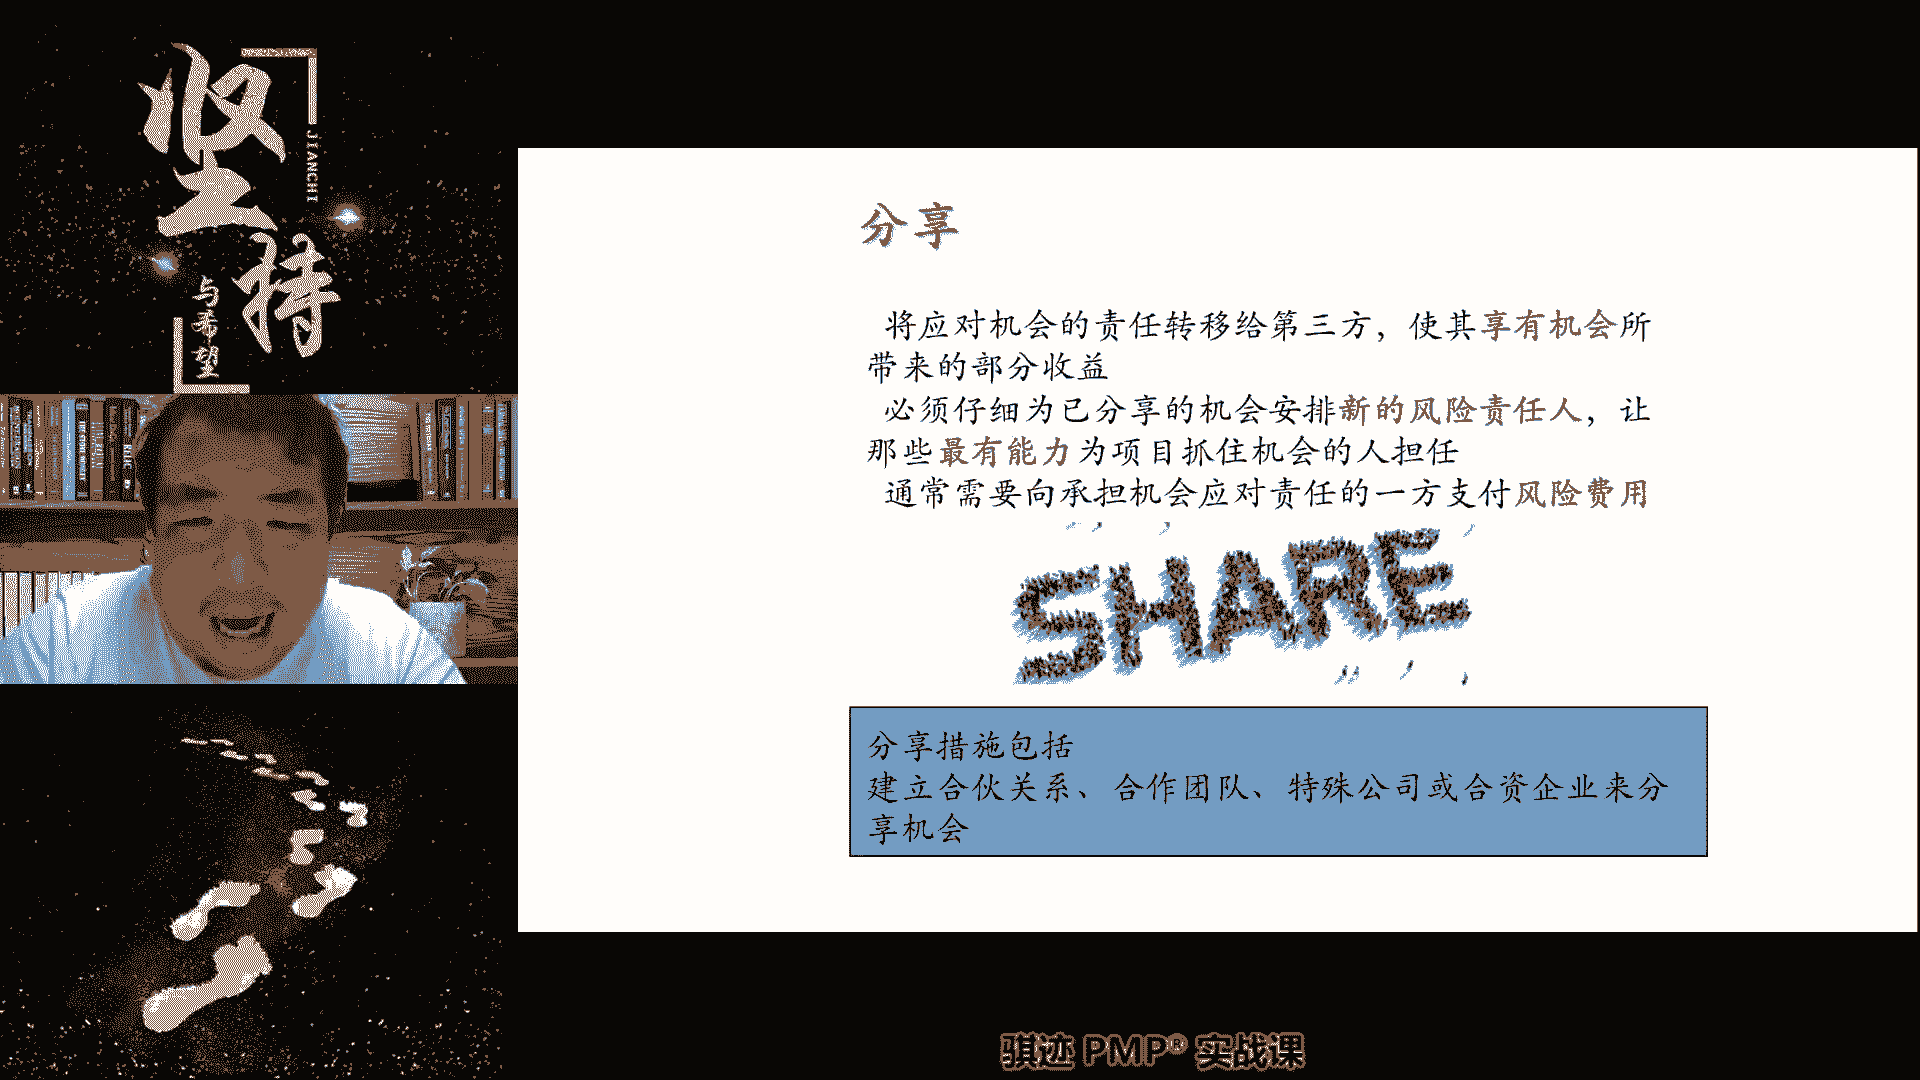 坚持
JIANCHI
与希望
分享
将应对机会的责任转移给第三方，使其享有机会所
带来的部分收益
必须仔细为已分享的机会安排新的风险责任人，让
那些最有能力为项目抓住机会的人担任
通常需要向承担机会应对责任的一方支付风险费用
SHARE
分享措施包括
建立合伙关系、合作团队、特殊公司或合资企业来分
享机会
骐迹 PMP® 实战课